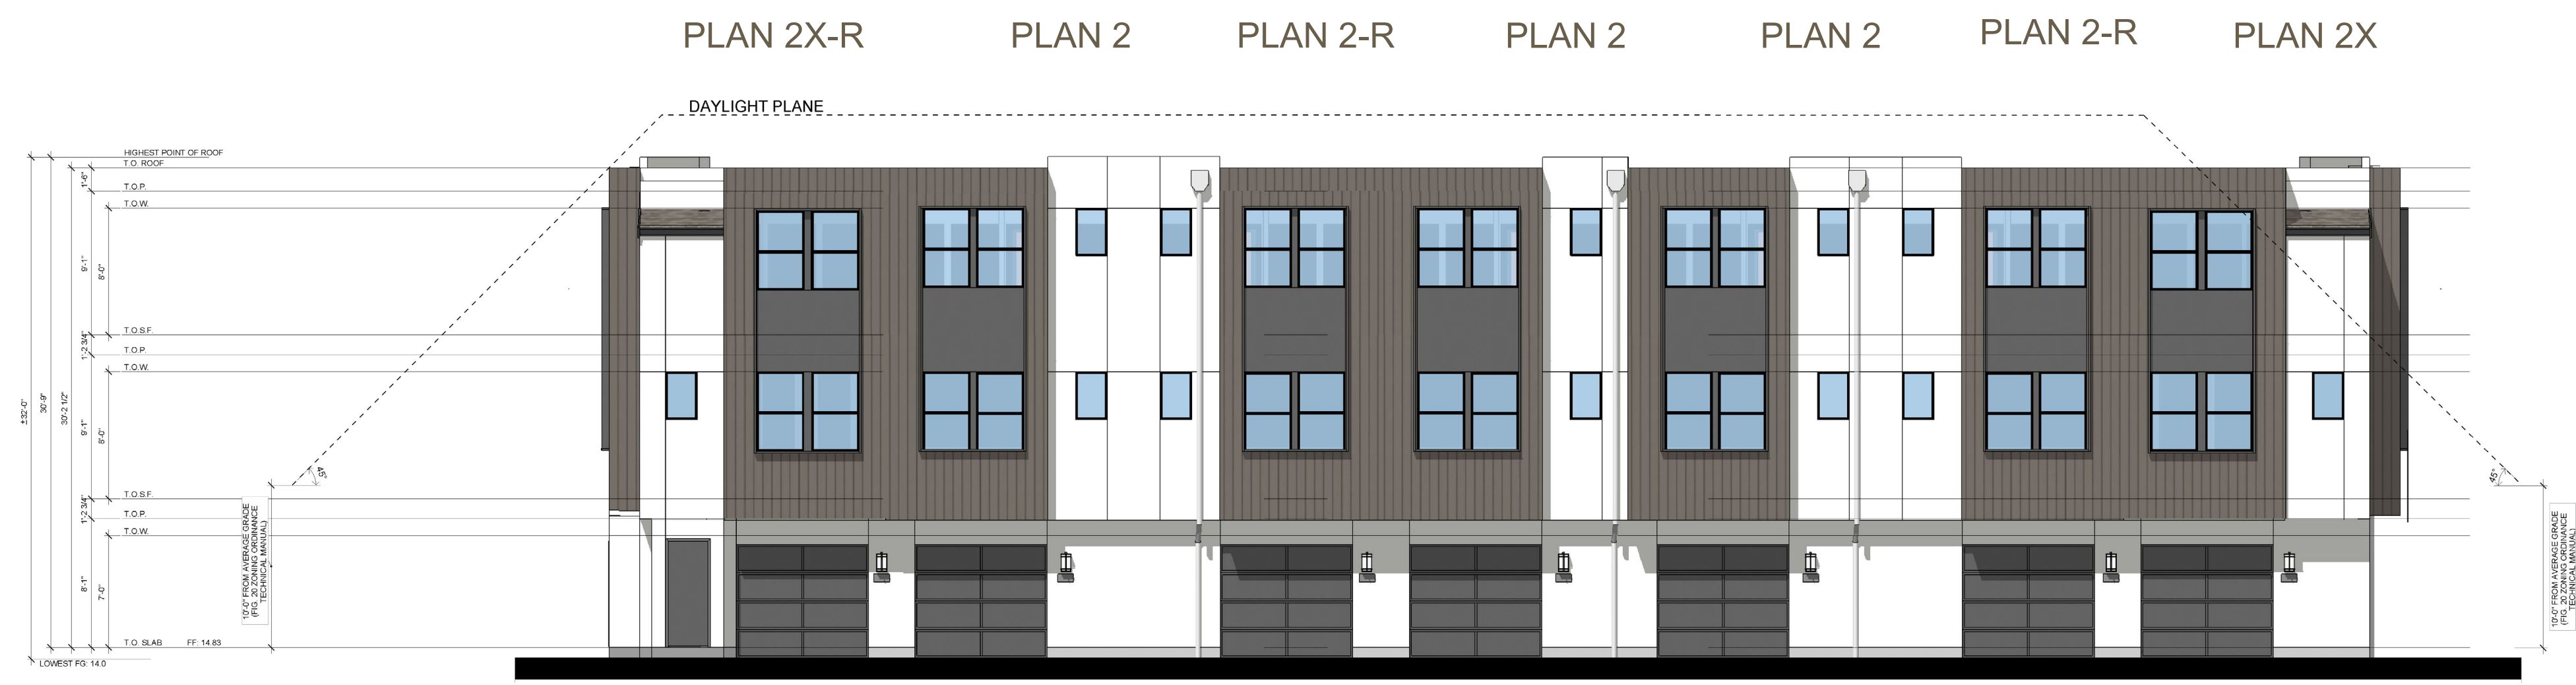 PLAN 2X-R
PLAN 2
PLAN 2-R
PLAN 2
PLAN 2
PLAN 2-R
PLAN 2X
DAYLIGHT PLANE
HIGHEST POINT OF ROOF
T.O. ROOF
T.O.P.
T.O.W.
T.O.S.F.
T.O.P.
T.O.W.
T.O.S.F.
T.O.P.
T.O.W.
T.O. SLAB FF: 14.83
LOWEST FG: 14.0
±32'-0"
30'-9"
30'-2 1/2"
1'-6"
9'-1"
8'-0"
1'-2 3/4"
9'-1"
8'-0"
1'-2 3/4"
8'-1"
7'-0"
45°
10'-0" FROM AVERAGE GRADE
(FIG. 20 ZONING ORDINANCE
TECHNICAL MANUAL)
45°
10'-0" FROM AVERAGE GRADE
(FIG. 20 ZONING ORDINANCE
TECHNICAL MANUAL)